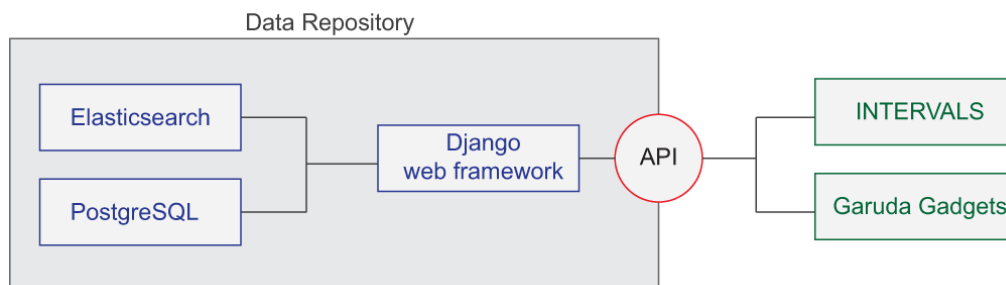 Data Repository
Elasticsearch
PostgreSQL
Django
web framework
API
INTERVALS
Garuda Gadgets